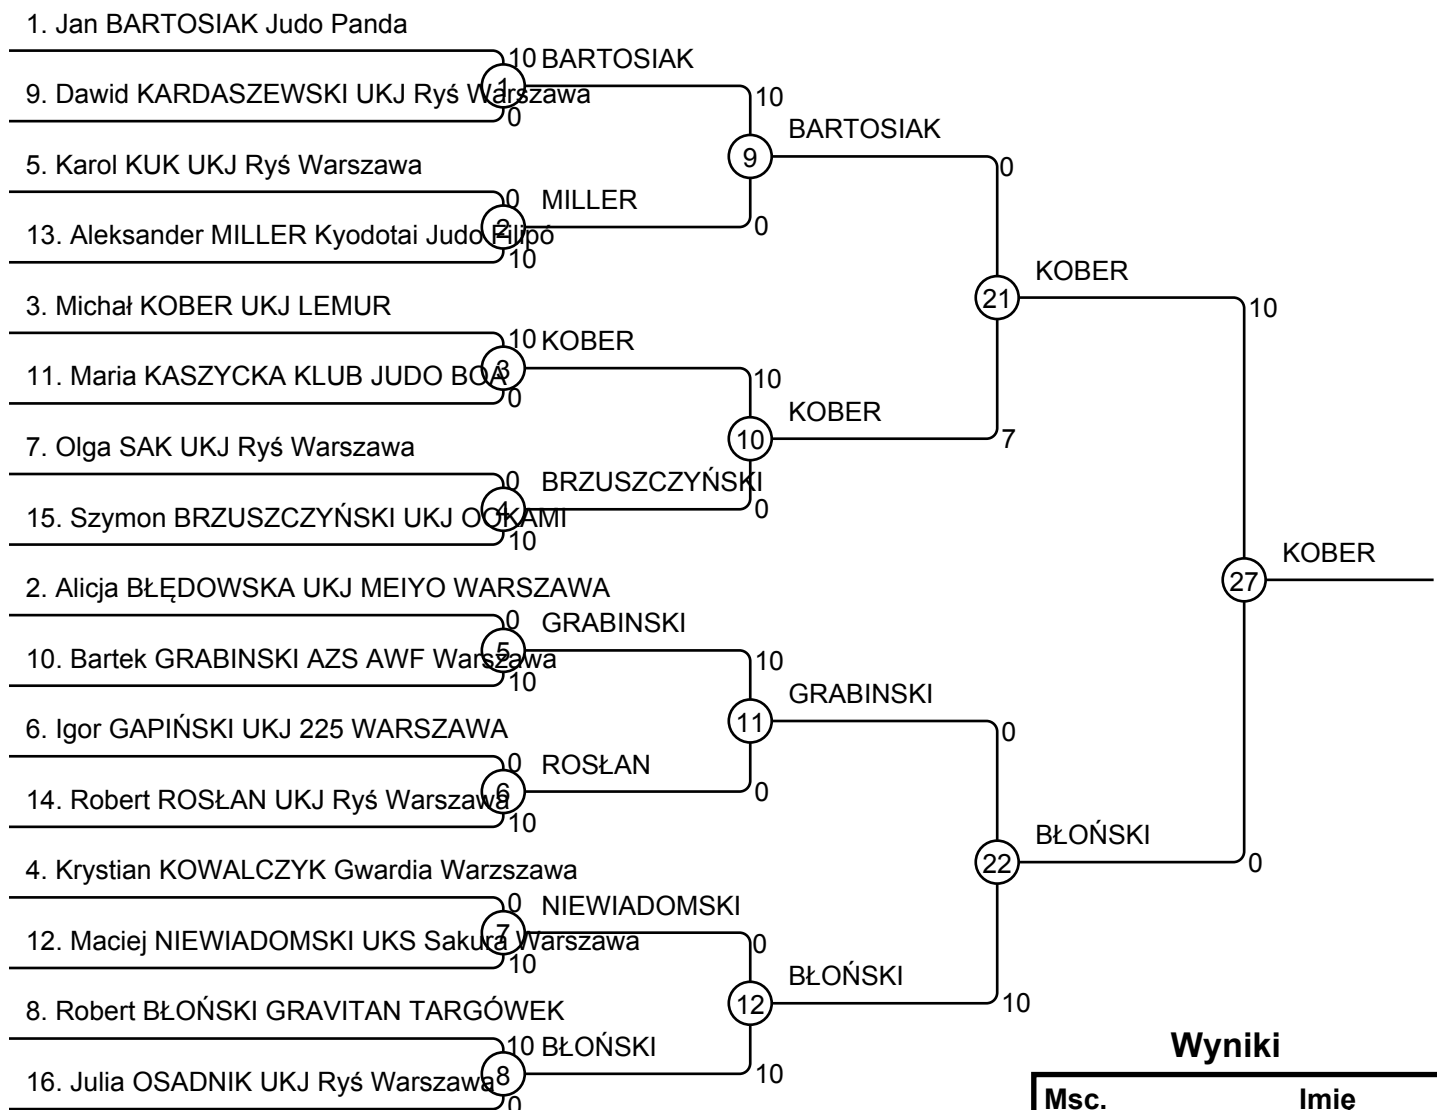 1. Jan BARTOSIAK Judo Panda
10 BARTOSIAK
1
9. Dawid KARDASZEWSKI UKJ Ryś Warszawa
0
10
BARTOSIAK
9
0
5. Karol KUK UKJ Ryś Warszawa
0 MILLER
2
13. Aleksander MILLER Kyodotai Judo Filipó
10
0
KOBER
21
10
3. Michał KOBER UKJ LEMUR
10 KOBER
3
11. Maria KASZYCKA KLUB JUDO BOA
0
10
KOBER
10
7
7. Olga SAK UKJ Ryś Warszawa
0 BRZUSZCZYŃSKI
4
15. Szymon BRZUSZCZYŃSKI UKJ OOKAMI
10
0
KOBER
27
2. Alicja BŁĘDOWSKA UKJ MEIYO WARSZAWA
0 GRABINSKI
5
10. Bartek GRABINSKI AZS AWF Warszawa
10
10
GRABINSKI
11
0
6. Igor GAPIŃSKI UKJ 225 WARSZAWA
0 ROSŁAN
6
14. Robert ROSŁAN UKJ Ryś Warszawa
10
0
BŁOŃSKI
22
0
4. Krystian KOWALCZYK Gwardia Warzszawa
0 NIEWIADOMSKI
7
12. Maciej NIEWIADOMSKI UKS Sakura Warszawa
10
0
BŁOŃSKI
12
10
8. Robert BŁOŃSKI GRAVITAN TARGÓWEK
10 BŁOŃSKI
8
16. Julia OSADNIK UKJ Ryś Warszawa
0
10
Wyniki
Msc. Imie